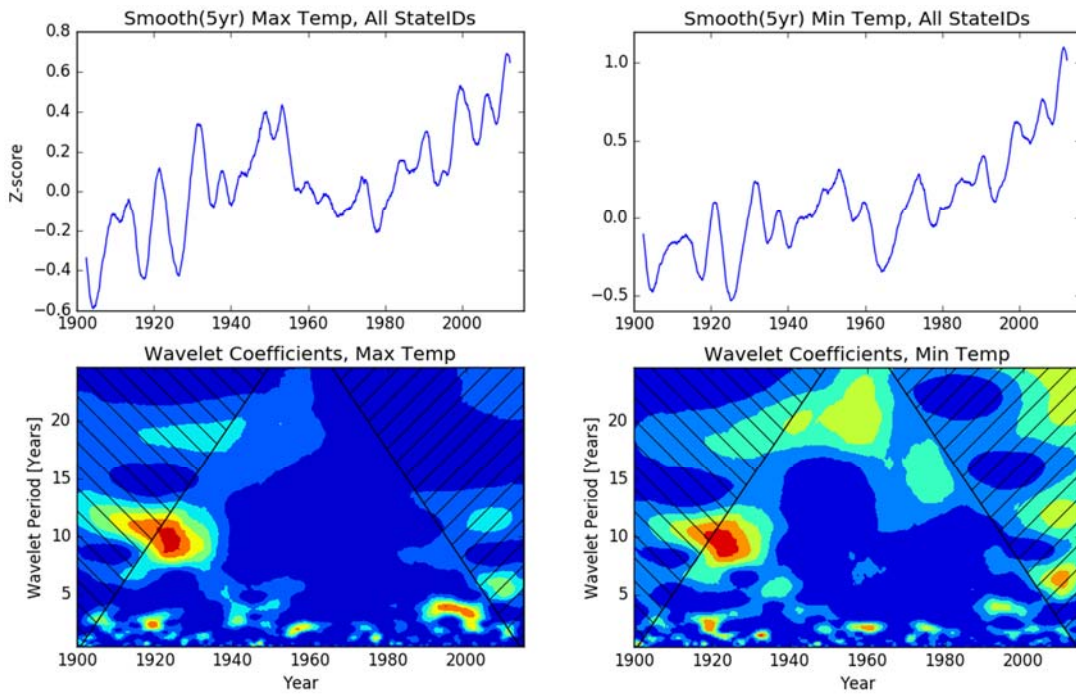 Smooth(5yr) Max Temp, All StateIDs
Z-score
0.8
0.6
0.4
0.2
0.0
−0.2
−0.4
−0.6
1900 1920 1940 1960 1980 2000
Smooth(5yr) Min Temp, All StateIDs
1.0
0.5
0.0
−0.5
1900 1920 1940 1960 1980 2000
Wavelet Coefficients, Max Temp
Wavelet Period [Years]
20
15
10
5
1900 1920 1940 1960 1980 2000
Year
Wavelet Coefficients, Min Temp
Wavelet Period [Years]
20
15
10
5
1900 1920 1940 1960 1980 2000
Year